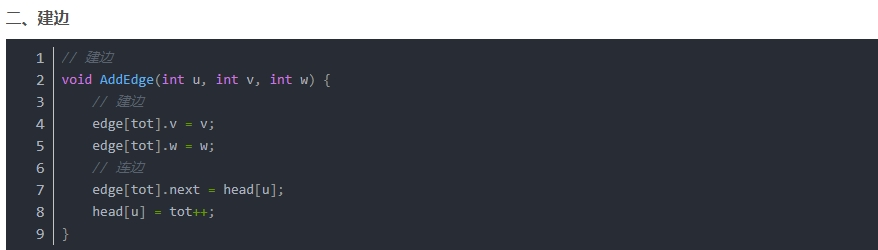 二、建边
1 // 建边
2 void AddEdge(int u, int v, int w) {
3     // 建边
4     edge[tot].v = v;
5     edge[tot].w = w;
6     // 连边
7     edge[tot].next = head[u];
8     head[u] = tot++;
9 }